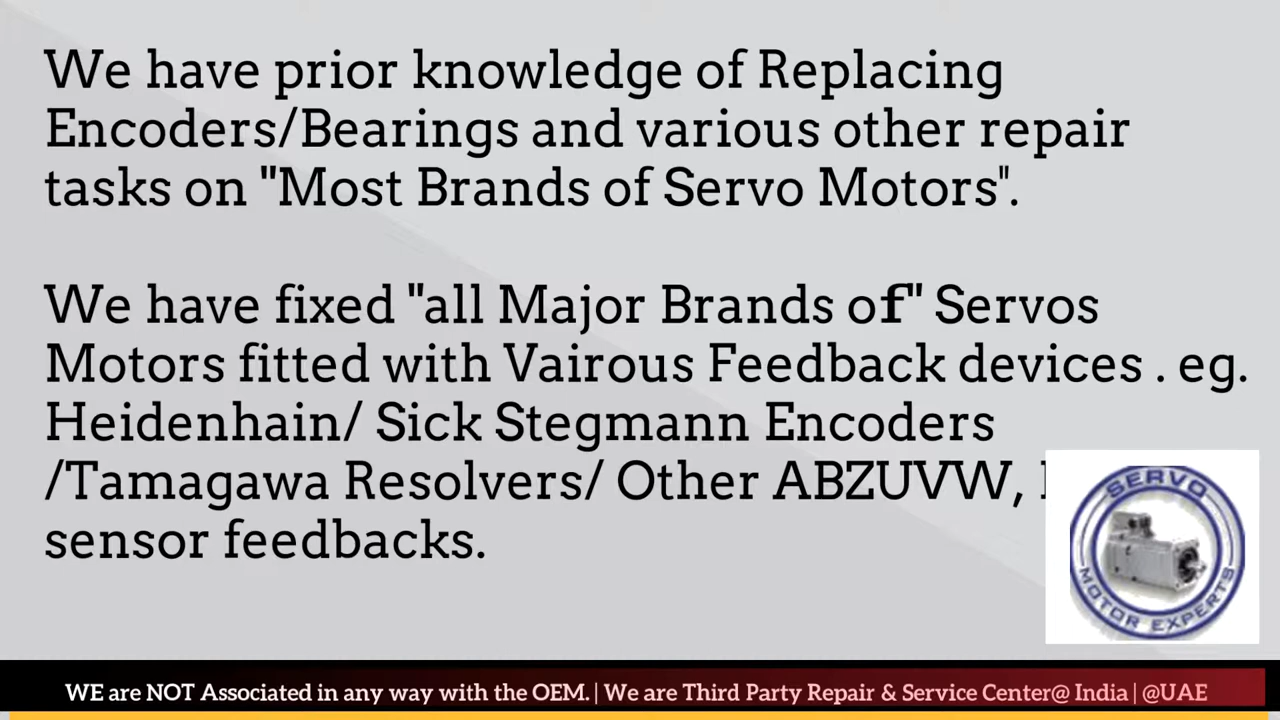 We have prior knowledge of Replacing
Encoders/Bearings and various other repair
tasks on "Most Brands of Servo Motors".
We have fixed "all Major Brands of" Servos
Motors fitted with Vairous Feedback devices . eg.
Heidenhain/ Sick Stegmann Encoders
/Tamagawa Resolvers/ Other ABZUVW,
sensor feedbacks.
SERVO
MOTOR EXPERTS
WE are NOT Associated in any way with the OEM. | We are Third Party Repair & Service Center@ India | @UAE